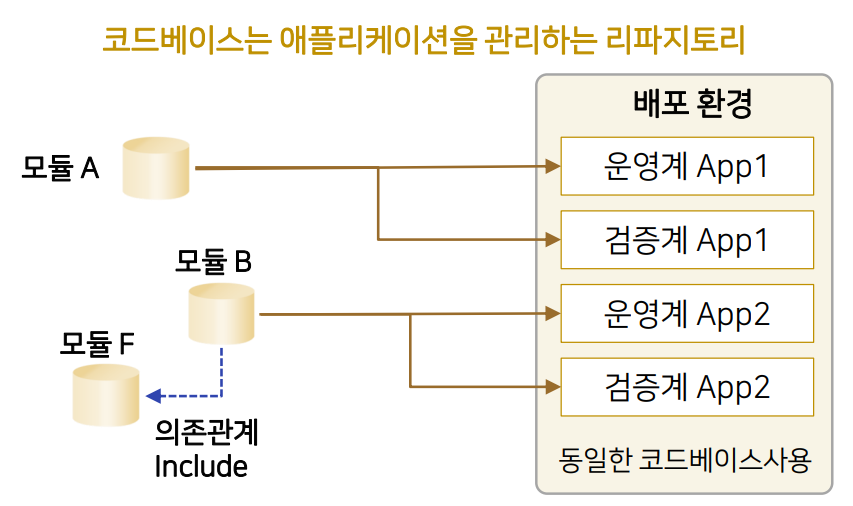 코드베이스는 애플리케이션을 관리하는 리파지토리
배포 환경
모듈 A
운영계 App1
검증계 App1
모듈 B
운영계 App2
모듈 F
검증계 App2
의존관계
Include
동일한 코드베이스사용